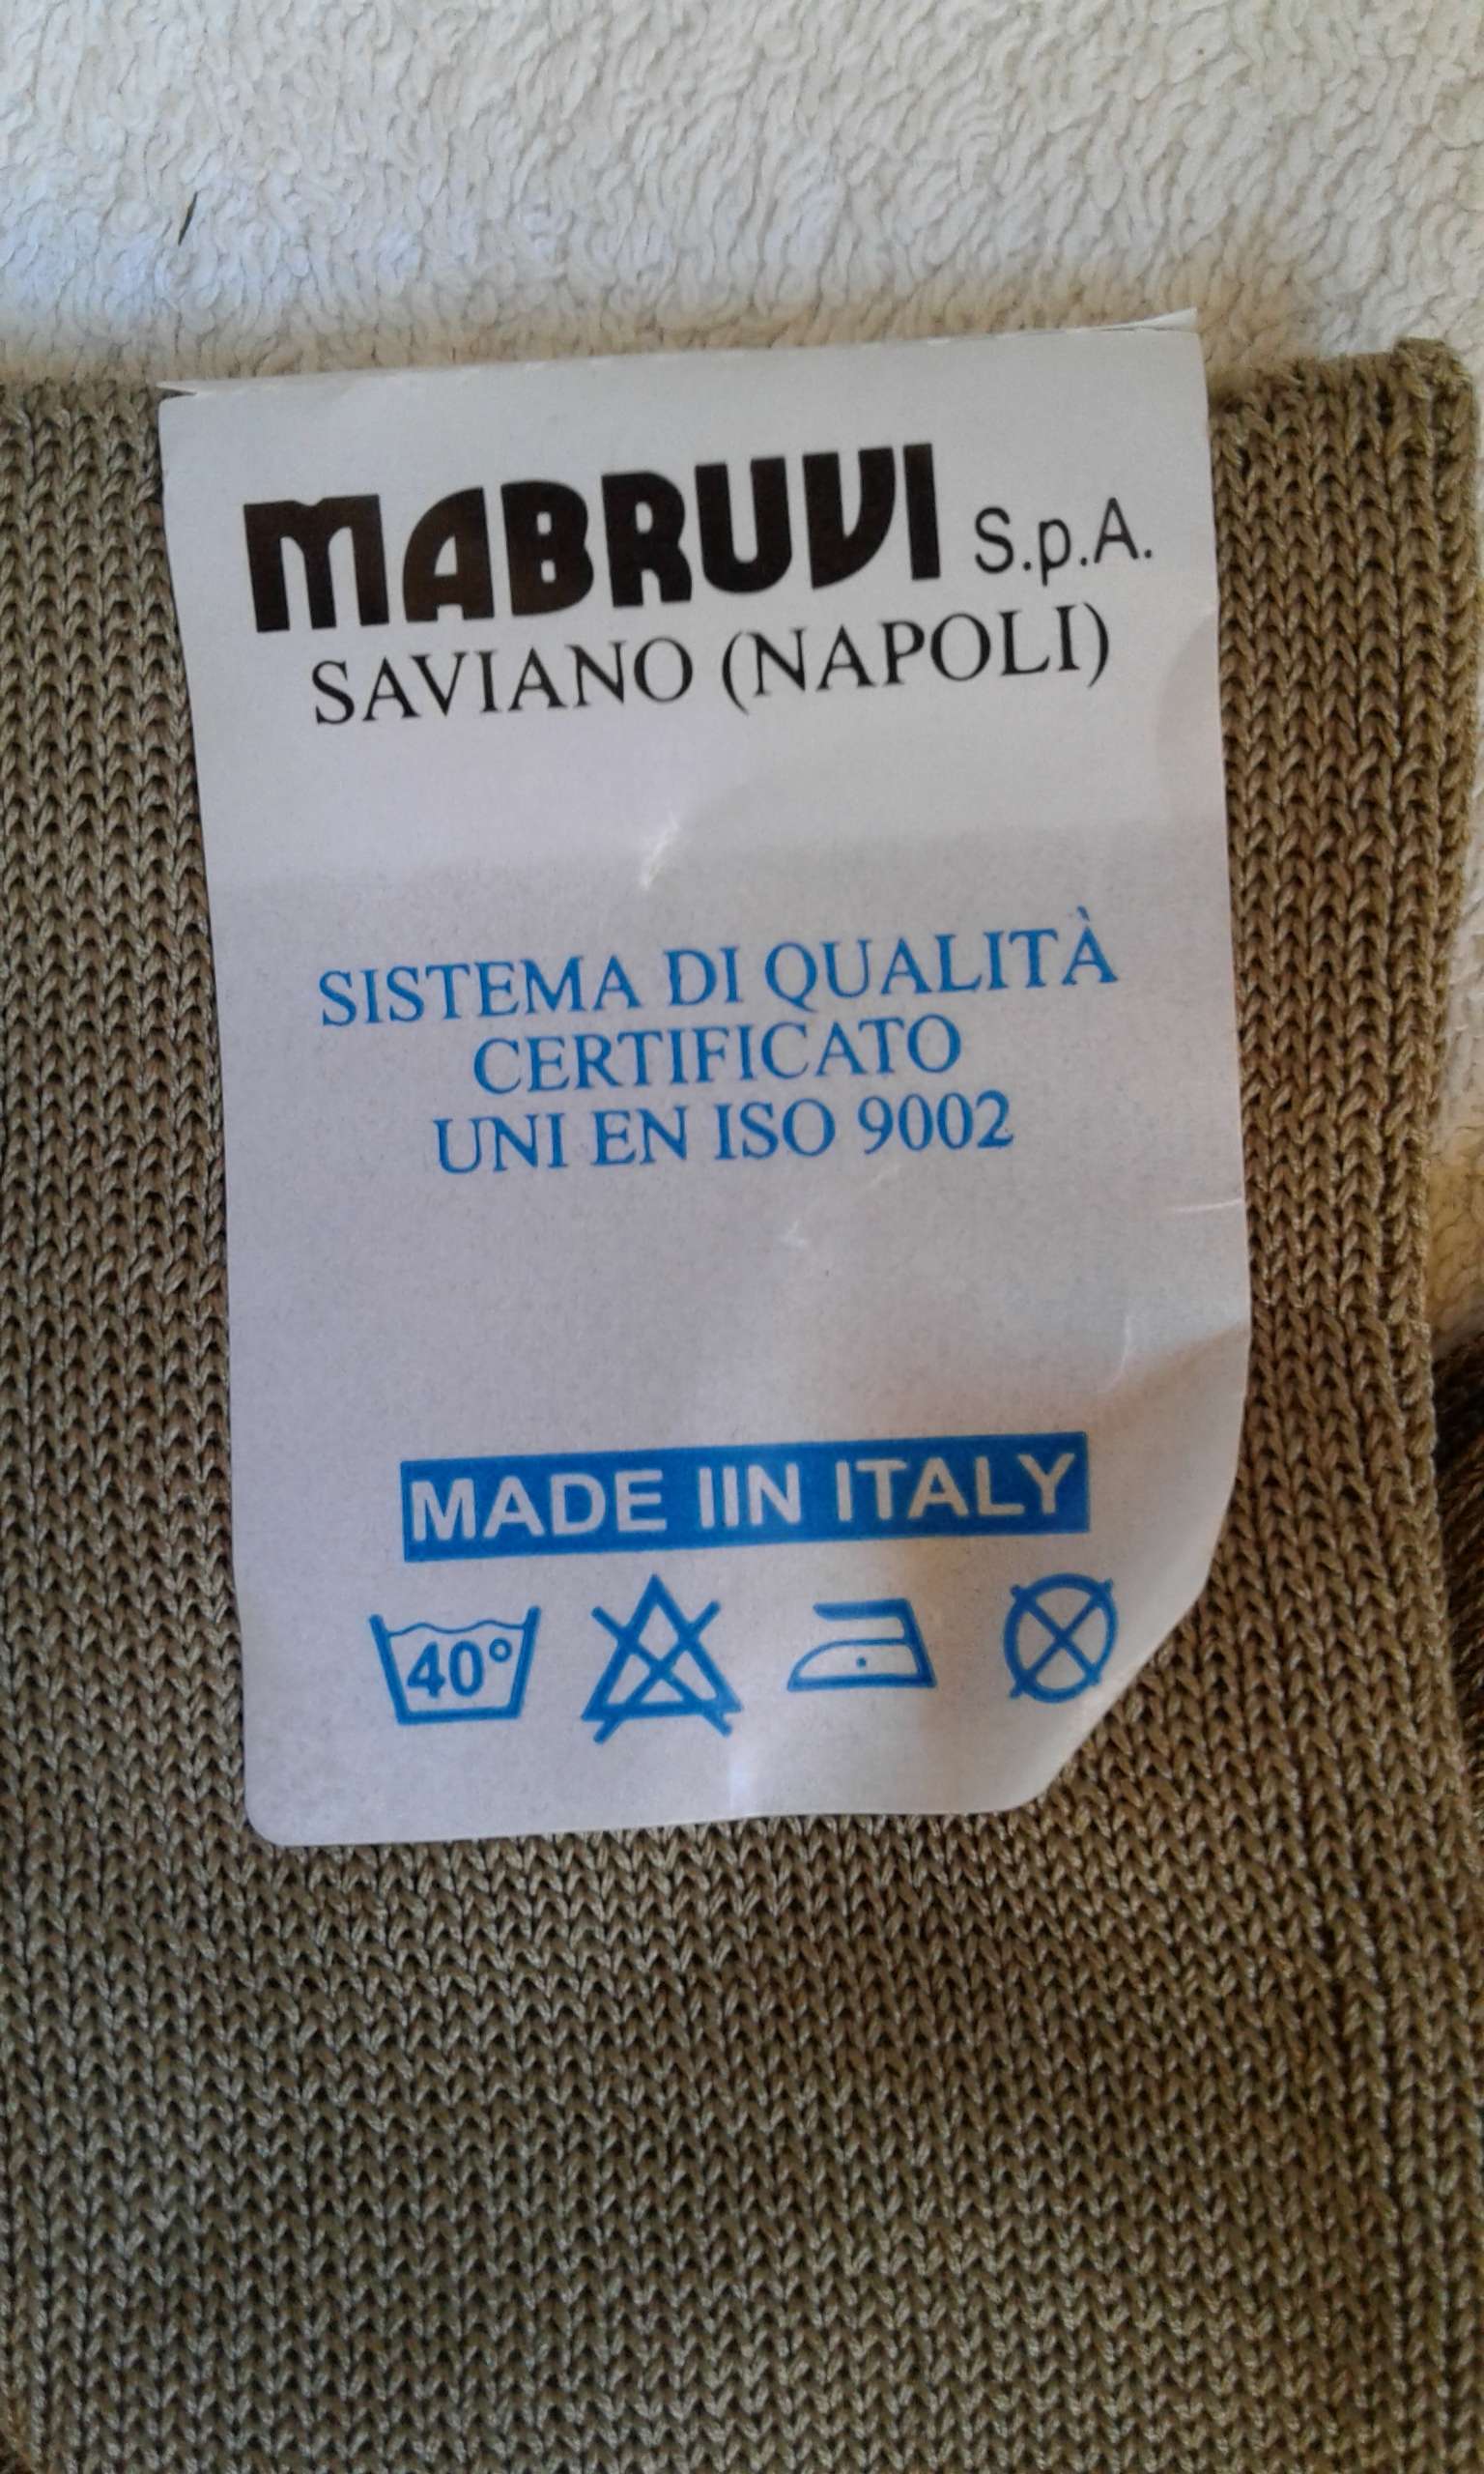 MABRUVI S.p.A.
SAVIANO (NAPOLI)
SISTEMA DI QUALITÀ
CERTIFICATO
UNI EN ISO 9002
MADE IIN ITALY
40°